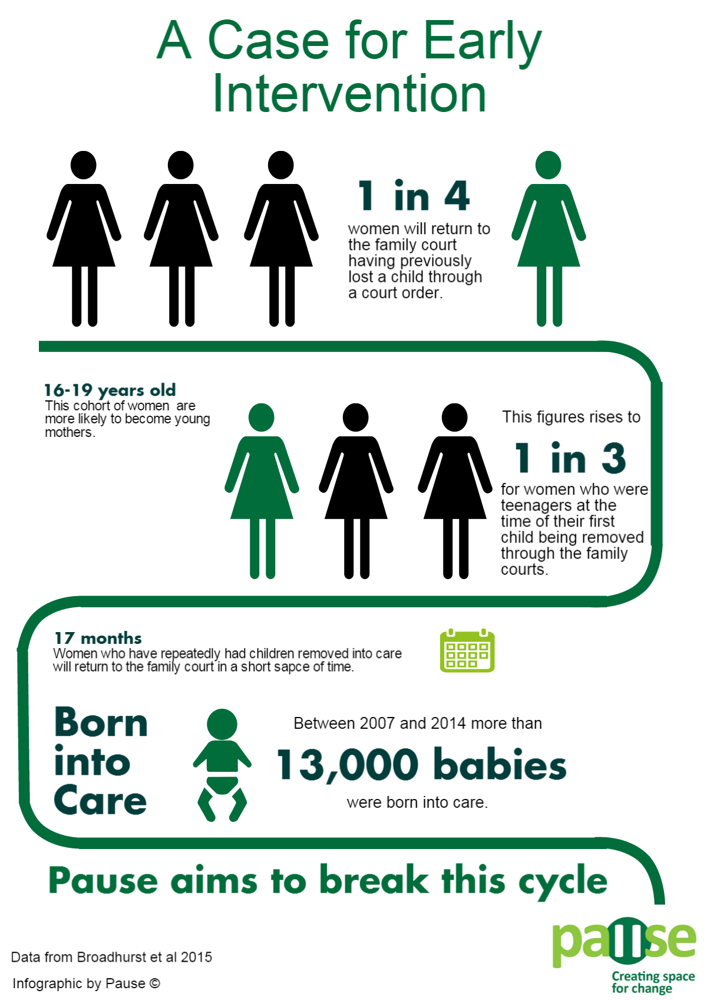 A Case for Early
Intervention
1 in 4
women will return to
the family court
having previously
lost a child through
a court order.
16-19 years old
This cohort of women  are
more likely to become young
mothers.
This figures rises to
1 in 3
for women who were
teenagers at the
time of their first
child being removed
through the family
courts.
17 months
Women who have repeatedly had children removed into care
will return to the family court in a short sapce of time.
Born
into
Care
Between 2007 and 2014 more than
13,000 babies
were born into care.
Pause aims to break this cycle
pause
Creating space
for change
Data from Broadhurst et al 2015
Infographic by Pause ©